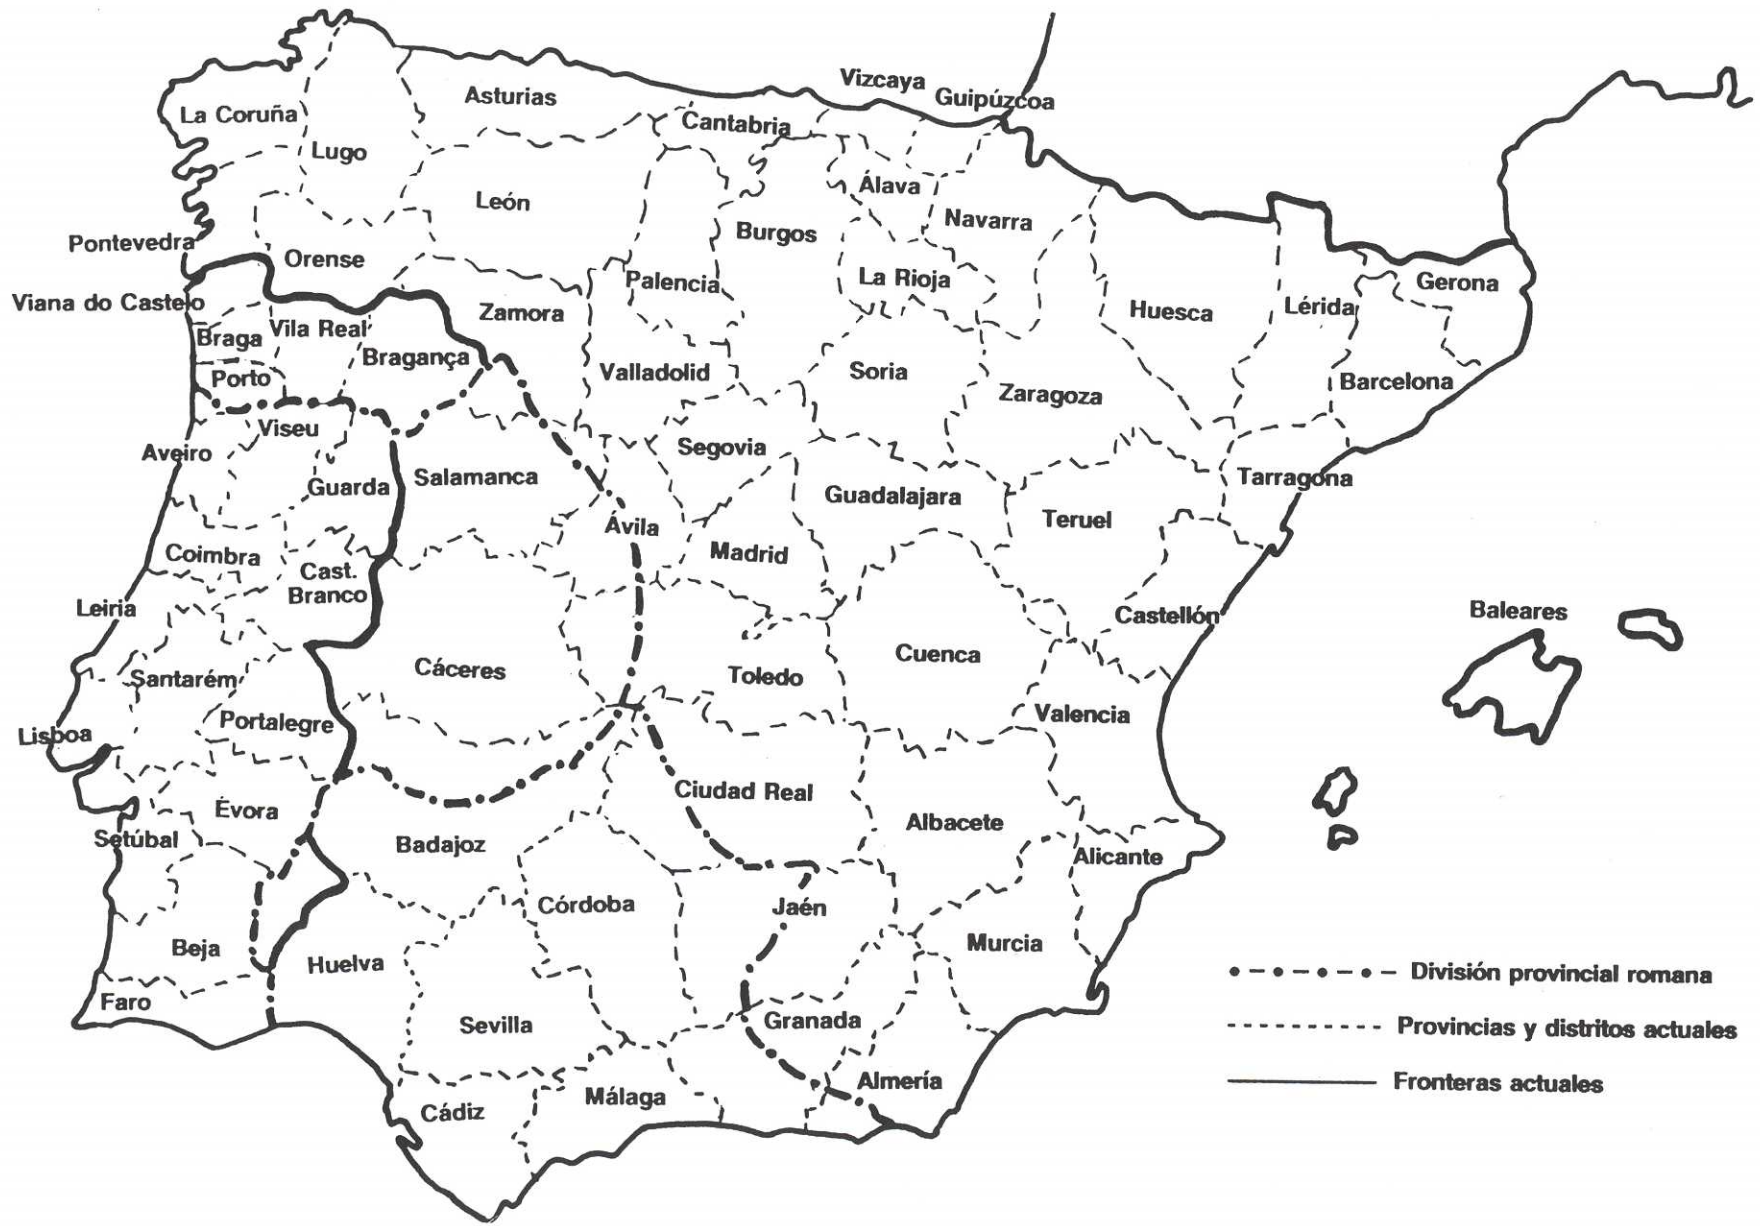 Vizcaya
Guipúzcoa
Asturias
La Coruña
Cantabria
Lugo
Álava
León
Navarra
Burgos
Pontevedra
Orense
La Rioja
Palencia
Gerona
Viana do Castelo
Lérida
Huesca
Zamora
Vila Real
Braga
Bragança
Valladolid
Soria
Porto
Barcelona
Zaragoza
Viseu
Segovia
Aveiro
Salamanca
Tarragona
Guarda
Guadalajara
Teruel
Ávila
Madrid
Coimbra
Cast.
Branco
Leiria
Castellón
Baleares
Cuenca
Cáceres
Toledo
Santarém
Valencia
Portalegre
Lisboa
Ciudad Real
Évora
Albacete
Setúbal
Badajoz
Alicante
Córdoba
Jaén
Murcia
Beja
Huelva
División provincial romana
Faro
Sevilla
Granada
Provincias y distritos actuales
Almería
Fronteras actuales
Málaga
Cádiz